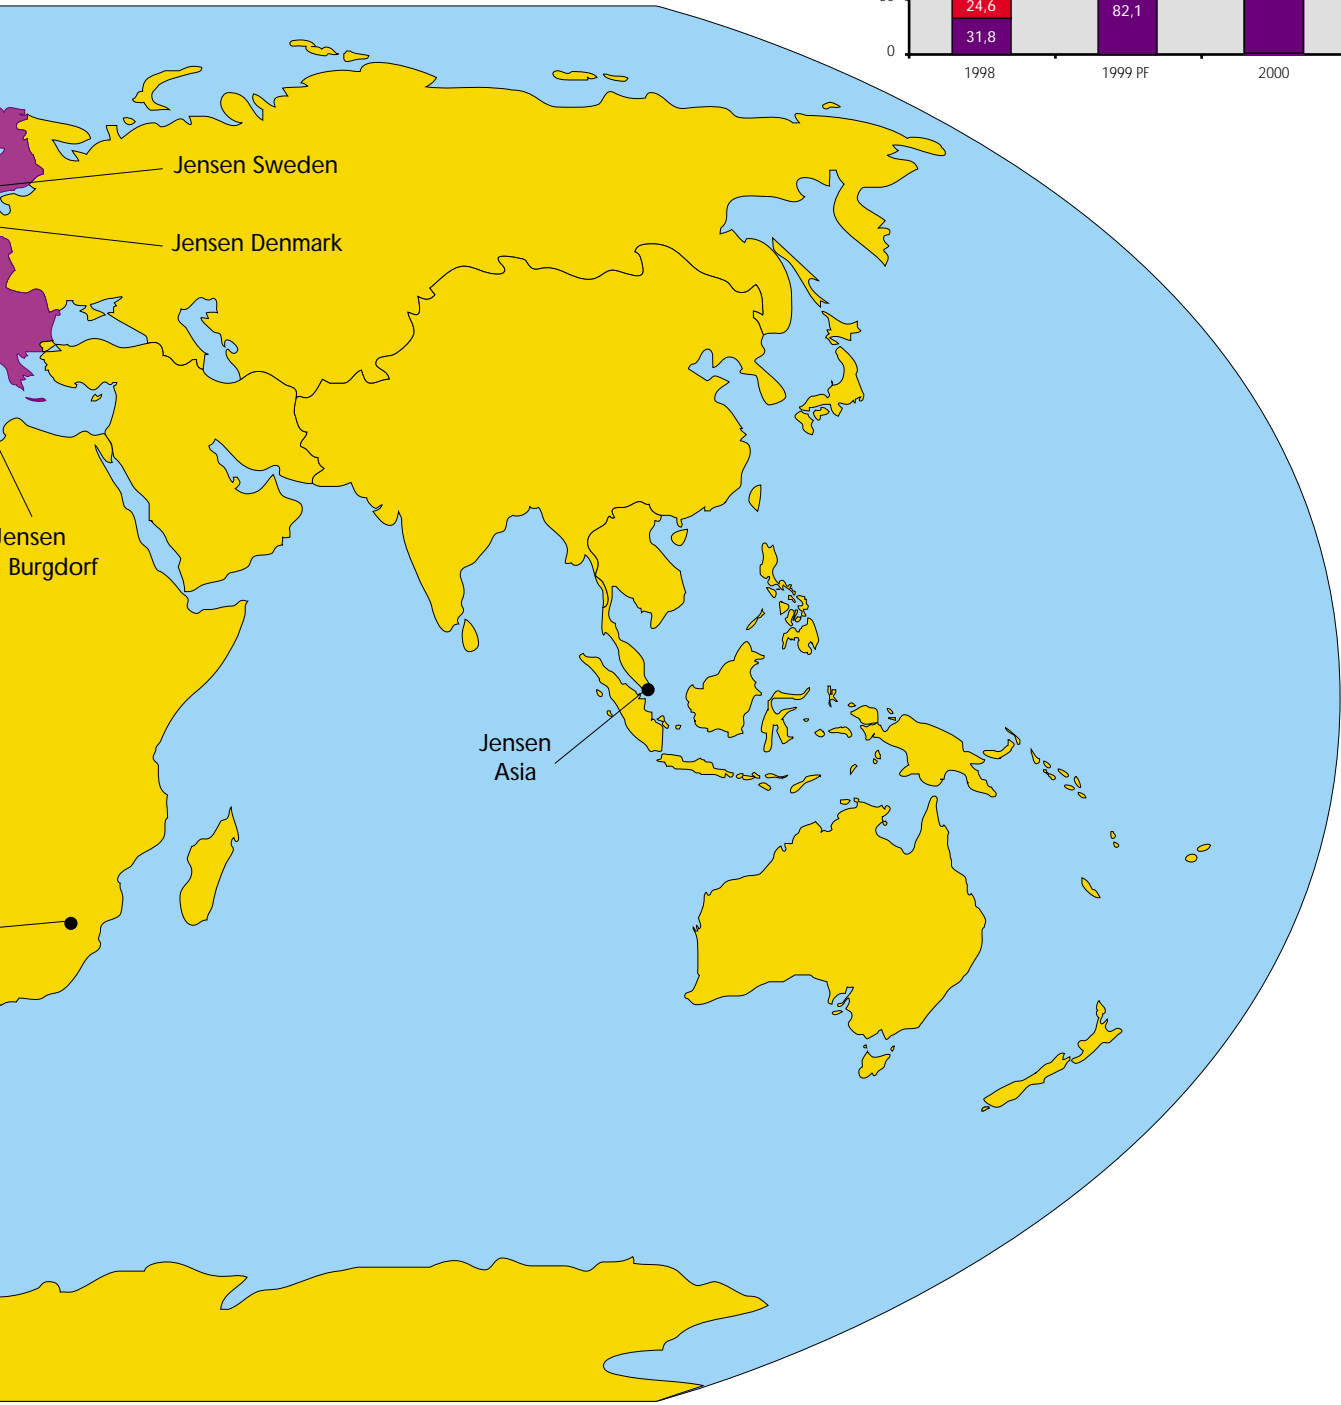 24,6
82,1
31,8
0
1998
1999 PF
2000
Jensen Sweden
Jensen Denmark
Jensen
Burgdorf
Jensen
Asia